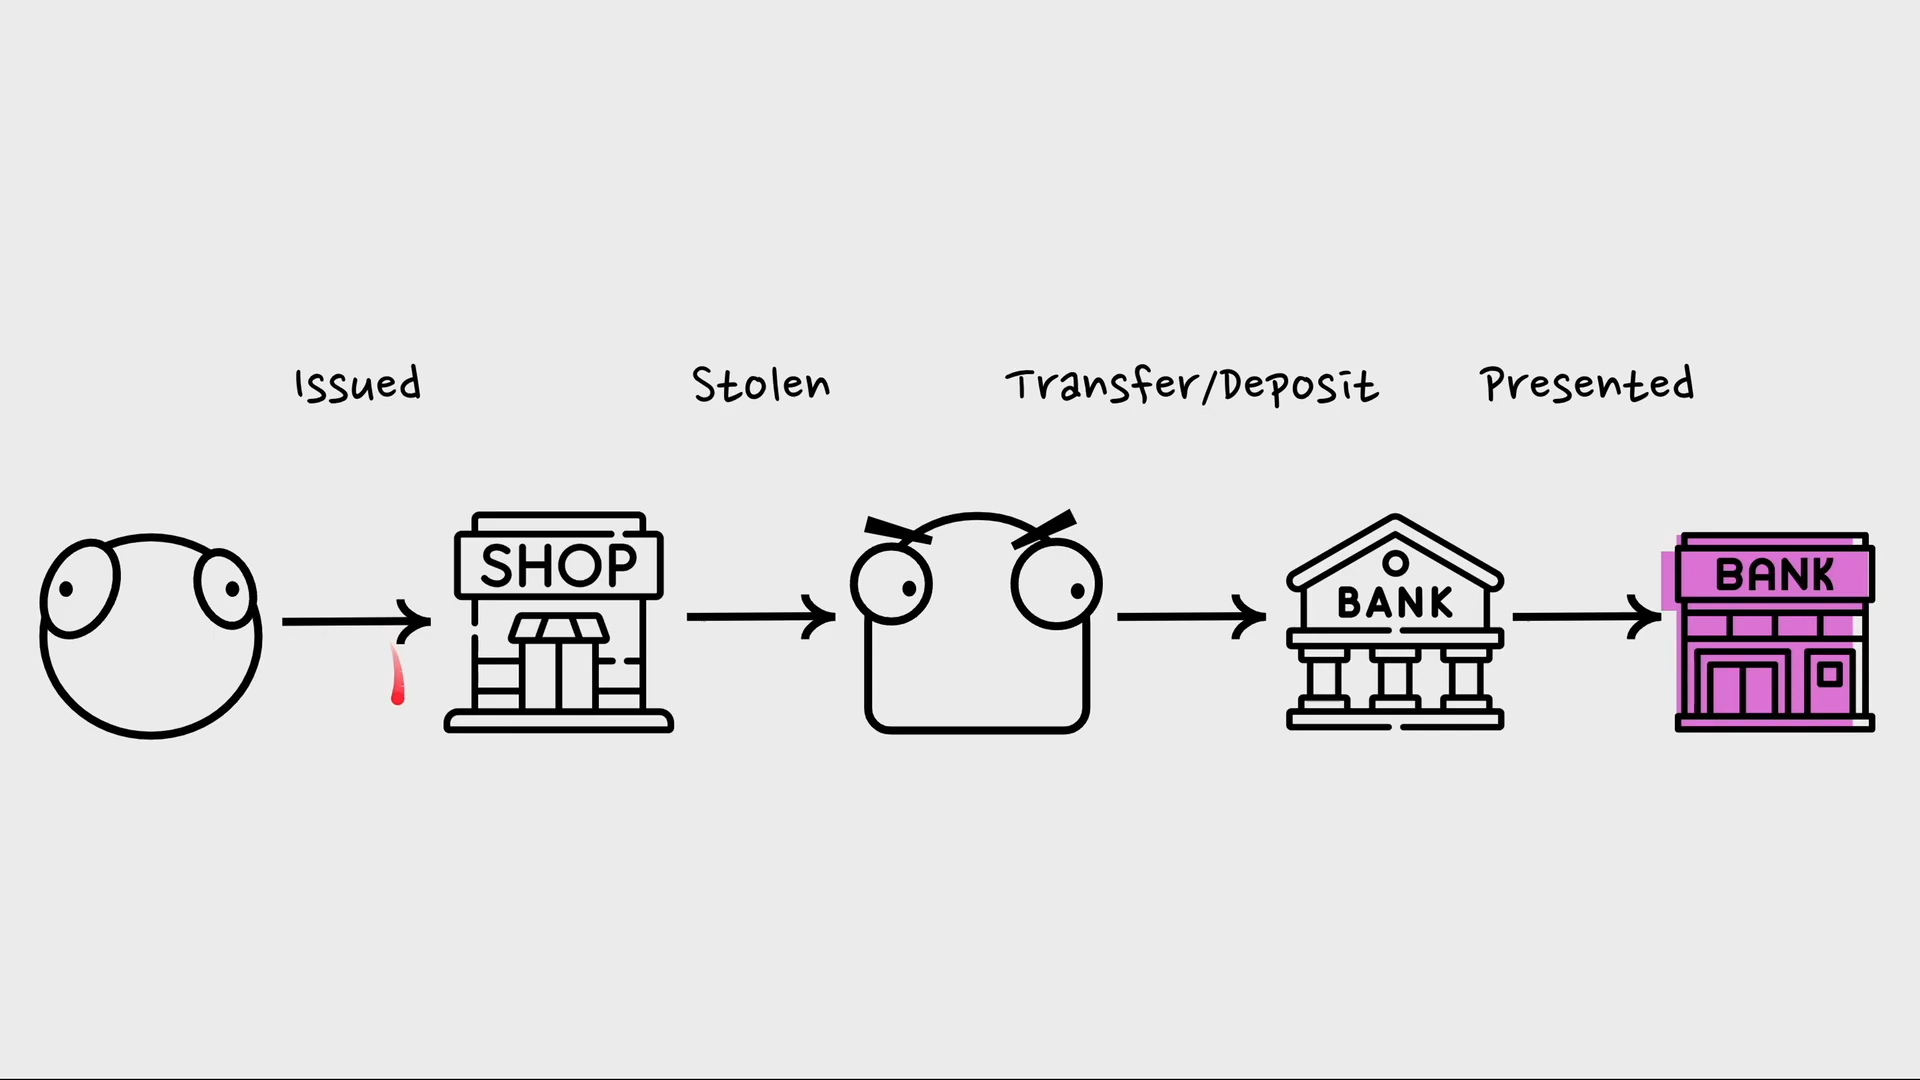 Issued
Stolen
Transfer/Deposit
Presented
SHOP
BANK
BANK